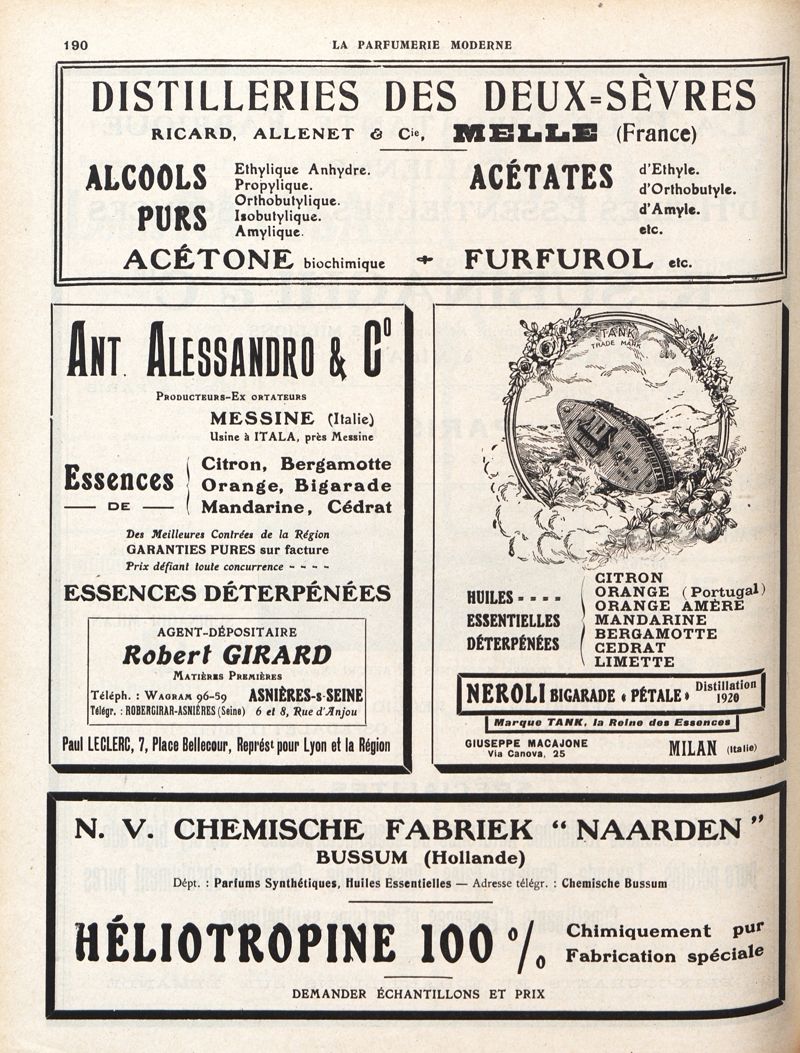 190
LA PARFUMERIE MODERNE
DISTILLERIES DES DEUX=SÈVRES
RICARD, ALLENET & Cie, MELLE (France)
ALCOOLS PURS
Ethylique Anhydre.
Propylique.
Orthobutylique.
Isobutylique.
Amylique.
ACÉTATES
d'Ethyle.
d'Orthobutyle.
d'Amyle.
etc.
ACÉTONE biochimique FURFUROL etc.
ANT. ALESSANDRO & Co
PRODUCTEURS-EX ORTATEURS
MESSINE (Italie)
Usine à ITALA, près Messine
Essences
— DE —
Citron, Bergamotte
Orange, Bigarade
Mandarine, Cédrat
Des Meilleures Contrées de la Région
GARANTIES PURES sur facture
Prix défiant toute concurrence - - - -
ESSENCES DÉTERPÉNÉES
AGENT-DÉPOSITAIRE
Robert GIRARD
MATIÈRES PREMIÈRES
Téléph. : WAGRAM 96-59 ASNIÈRES-s-SEINE
Télégr. : ROBERGIRAR-ASNIÈRES (Seine) 6 et 8, Rue d'Anjou
Paul LECLERC, 7, Place Bellecour, Représt pour Lyon et la Région
TANK
TRADE MARK
HUILES - - - -
ESSENTIELLES
DÉTERPÉNÉES
CITRON
ORANGE (Portugal)
ORANGE AMÈRE
MANDARINE
BERGAMOTTE
CEDRAT
LIMETTE
NEROLI BIGARADE « PÉTALE » Distillation 1920
Marque TANK, la Reine des Essences
GIUSEPPE MACAJONE
Via Canova, 25
MILAN (Italie)
N. V. CHEMISCHE FABRIEK “ NAARDEN ”
BUSSUM (Hollande)
Dépt. : Parfums Synthétiques, Huiles Essentielles — Adresse télégr. : Chemische Bussum
HÉLIOTROPINE 100 %
Chimiquement pur
Fabrication spéciale
DEMANDER ÉCHANTILLONS ET PRIX